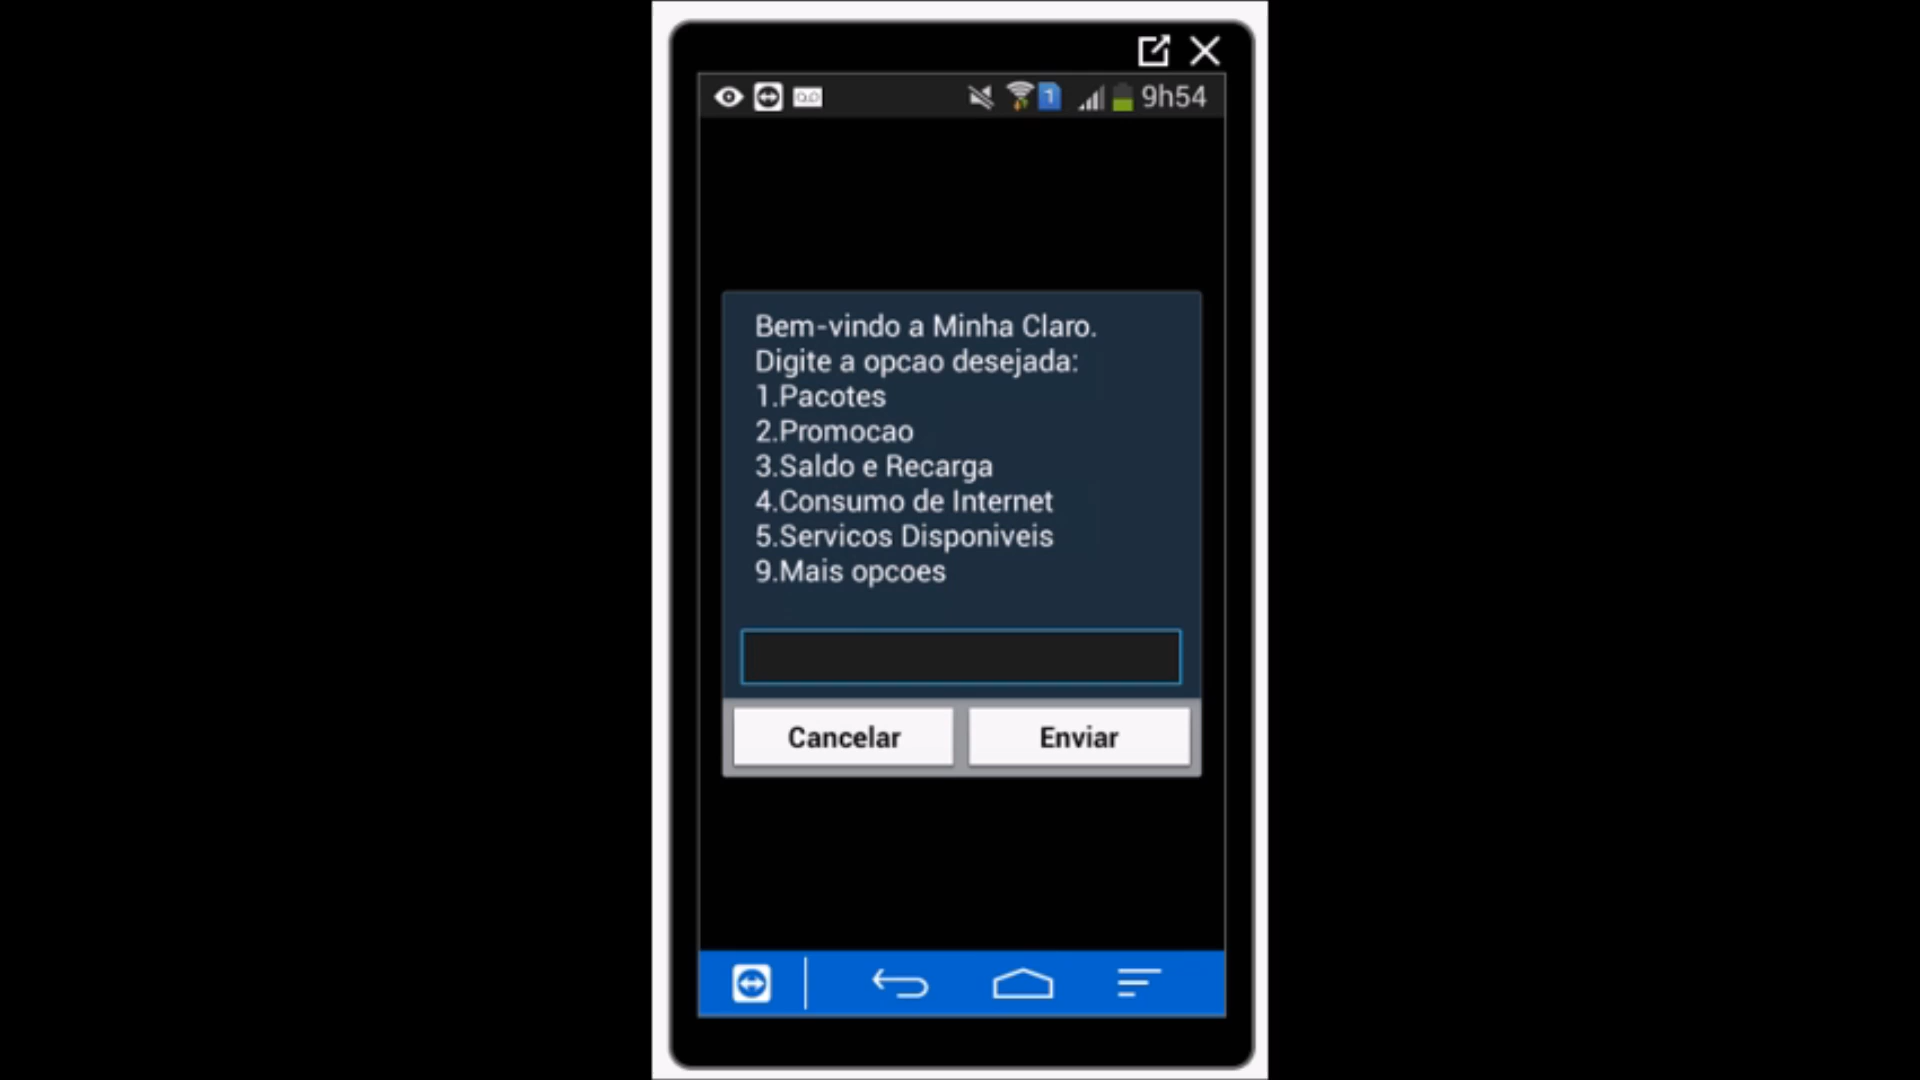 1 9h54
Bem-vindo a Minha Claro.
Digite a opcao desejada:
1.Pacotes
2.Promocao
3.Saldo e Recarga
4.Consumo de Internet
5.Servicos Disponiveis
9.Mais opcoes
Cancelar Enviar